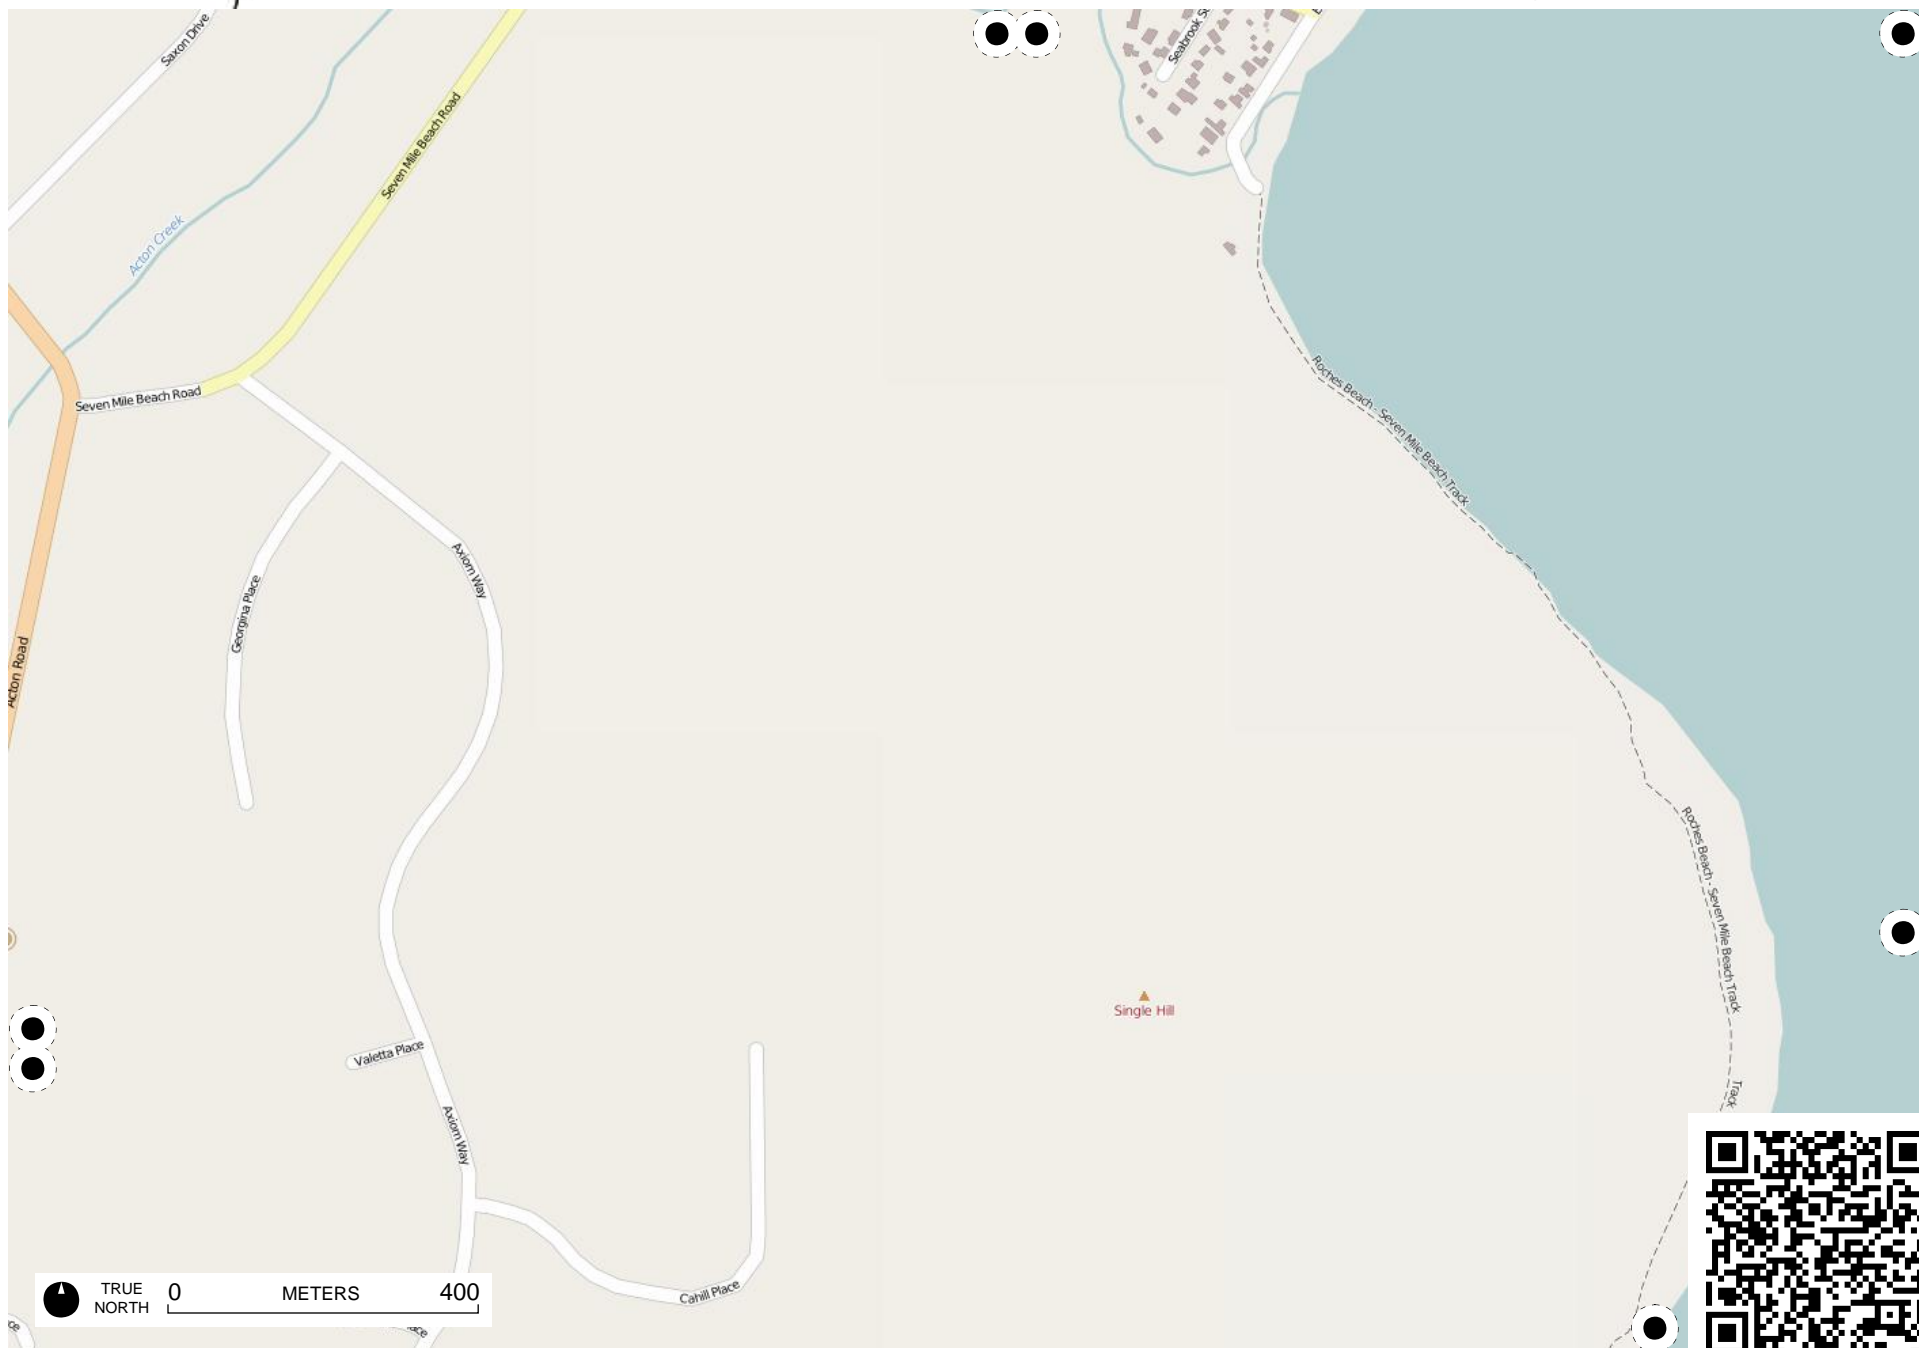 Saxon Drive
Seabrook
Seven Mile Beach Road
Acton Creek
Seven Mile Beach Road
Roches Beach - Seven Mile Beach Track
Axiom Way
Georgina Place
Acton Road
Roches Beach - Seven Mile Beach Track
Single Hill
Valetta Place
Track
Axiom Way
Cahill Place
TRUE
NORTH
0 METERS 400